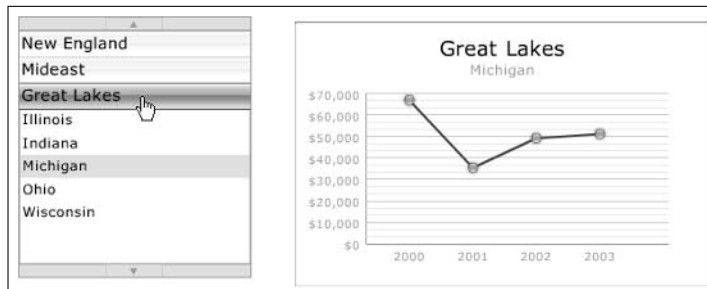 New England
Mideast
Great Lakes
Illinois
Indiana
Michigan
Ohio
Wisconsin
Great Lakes
Michigan
$70,000
$60,000
$50,000
$40,000
$30,000
$20,000
$10,000
$0
2000 2001 2002 2003